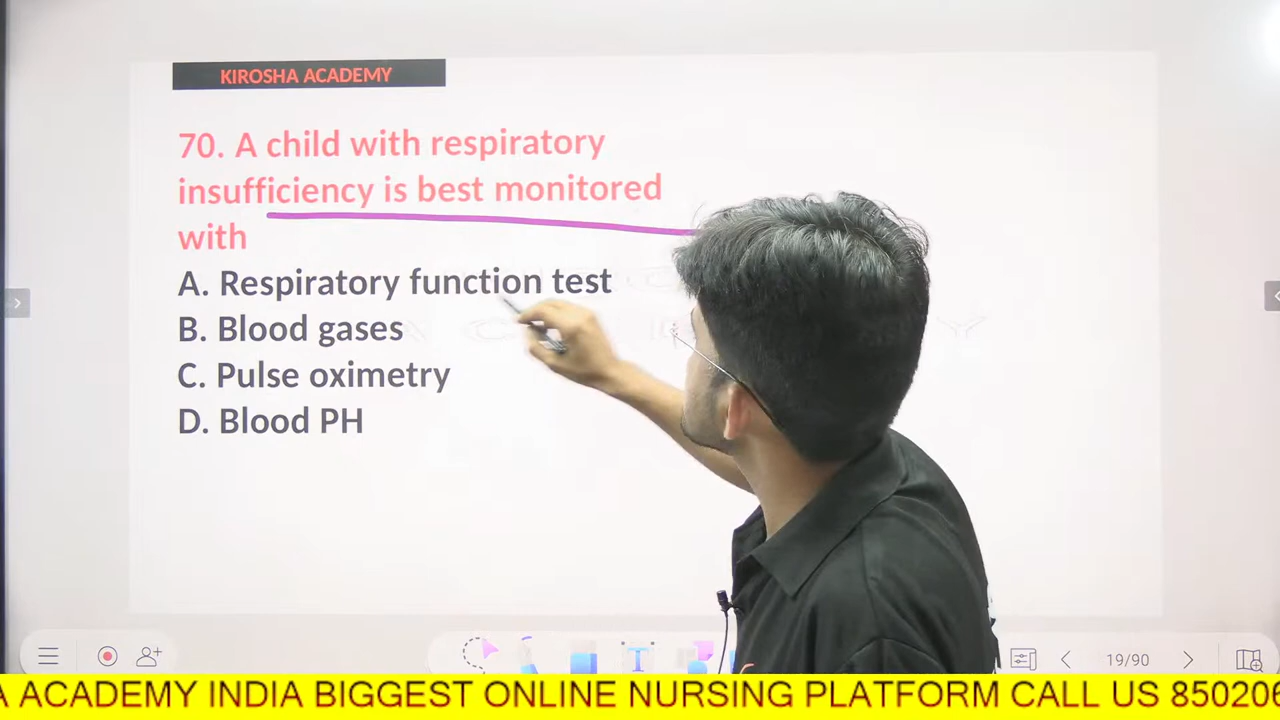 KIROSHA ACADEMY
70. A child with respiratory
insufficiency is best monitored
with
A. Respiratory function test
B. Blood gases
C. Pulse oximetry
D. Blood PH
19/90
A ACADEMY INDIA BIGGEST ONLINE NURSING PLATFORM CALL US 850206